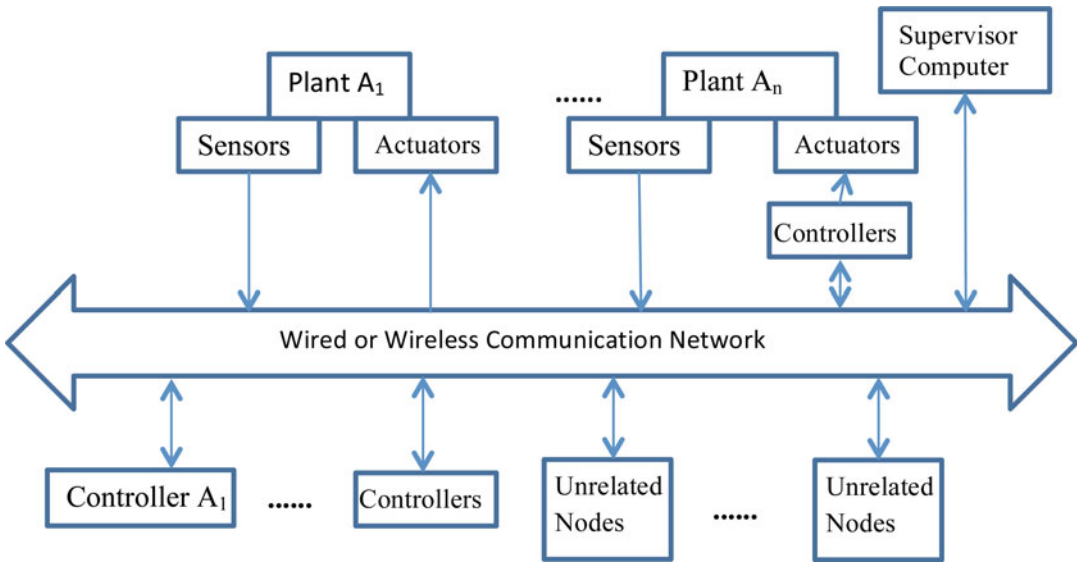 Plant A₁
......
Plant Aₙ
Supervisor
Computer
Sensors
Actuators
Sensors
Actuators
Controllers
Wired or Wireless Communication Network
Controller A₁
......
Controllers
Unrelated
Nodes
......
Unrelated
Nodes